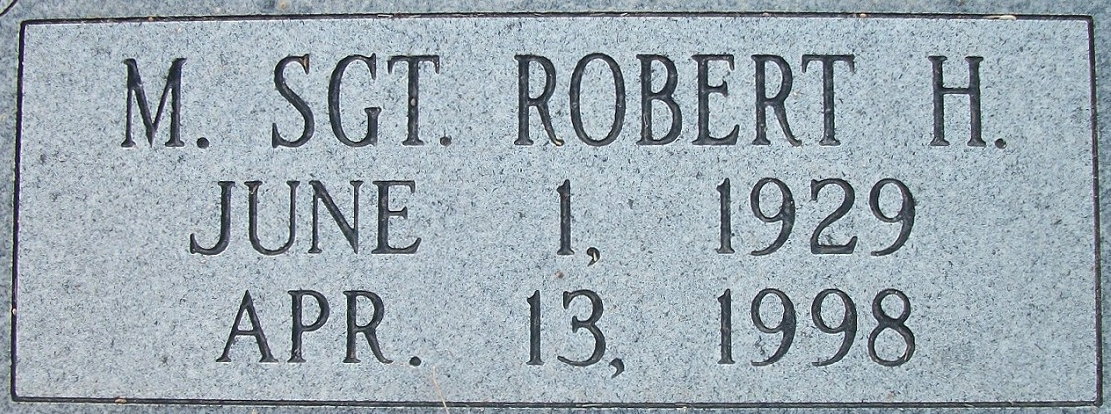 M. SGT. ROBERT H.
JUNE 1, 1929
APR. 13, 1998